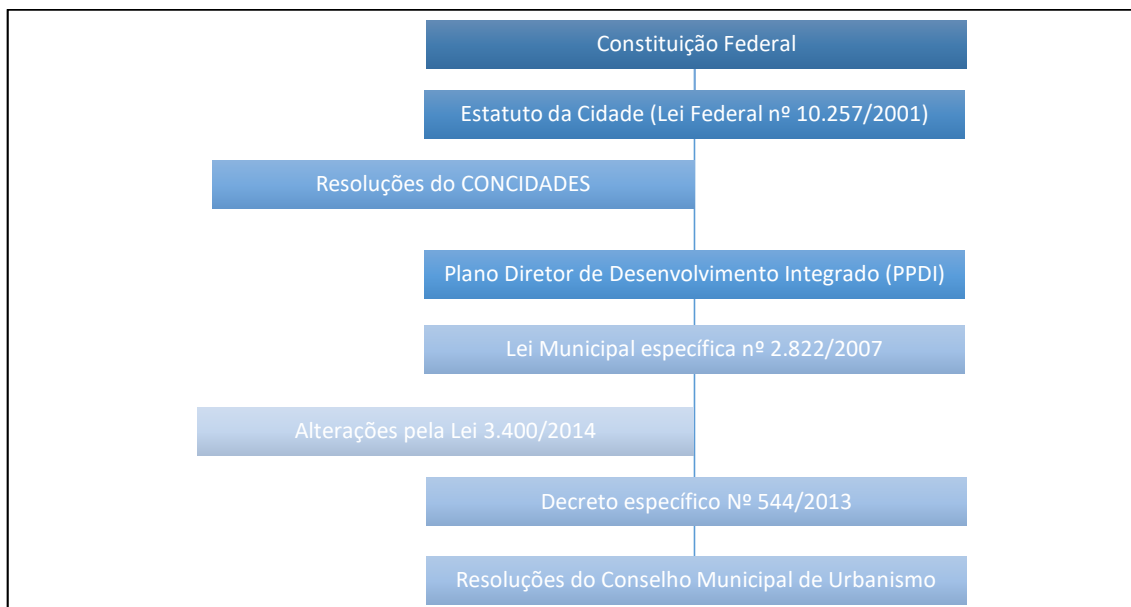 Constituição Federal
Estatuto da Cidade (Lei Federal nº 10.257/2001)
Resoluções do CONCIDADES
Plano Diretor de Desenvolvimento Integrado (PPDI)
Lei Municipal específica nº 2.822/2007
Alterações pela Lei 3.400/2014
Decreto específico Nº 544/2013
Resoluções do Conselho Municipal de Urbanismo